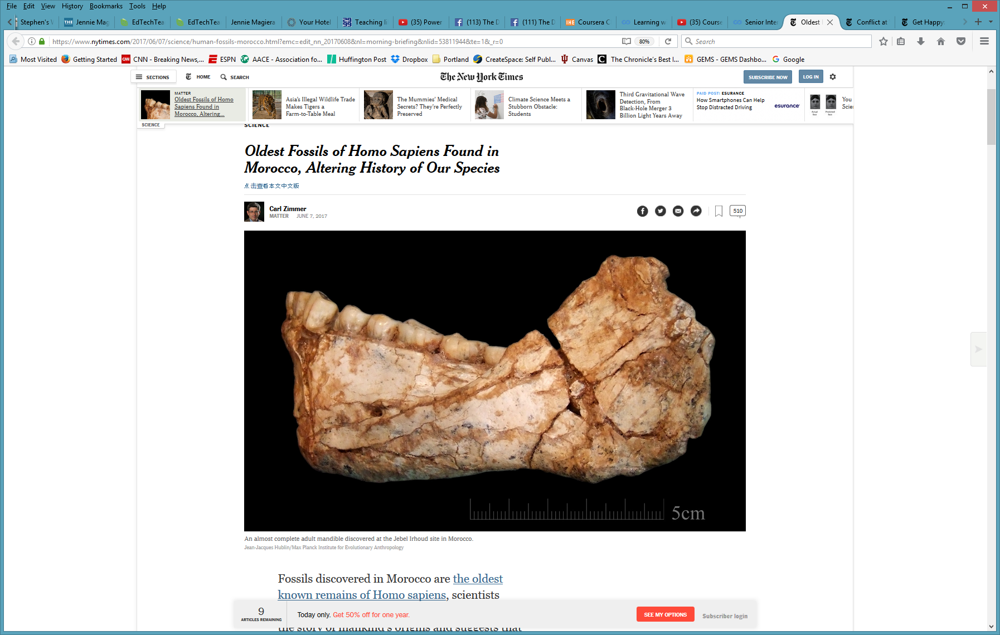 File Edit View History Bookmarks Tools Help
Stephen's
Jennie Mag
EdTechTea
EdTechTea
Jennie Magiera
Your Hotel
Teaching li
(35) Power
(113) The D
(111) The D
Coursera C
Learning w
(35) Course
Senior Inte
Oldest
Conflict at
Get Happy:
https://www.nytimes.com/2017/06/07/science/human-fossils-morocco.html?emc=edit_nn_20170608&nl=morning-briefing&nlid=53811944&te=1&_r=0
80%
Search
Most Visited Getting Started CNN - Breaking News,... ESPN AACE - Association fo... Huffington Post Dropbox Portland CreateSpace: Self Publ... Canvas The Chronicle's Best I... GEMS - GEMS Dashbo... Google
SECTIONS HOME SEARCH
The New York Times
SUBSCRIBE NOW LOG IN
MATTER
Oldest Fossils of Homo
Sapiens Found in
Morocco, Altering...
Asia's Illegal Wildlife Trade
Makes Tigers a
Farm-to-Table Meal
The Mummies' Medical
Secrets? They're Perfectly
Preserved
Climate Science Meets a
Stubborn Obstacle:
Students
Third Gravitational Wave
Detection, From
Black-Hole Merger 3
Billion Light Years Away
PAID POST: ESURANCE
How Smartphones Can Help
Stop Distracted Driving
esurance
You
Scie
SCIENCE
SCIENCE
Oldest Fossils of Homo Sapiens Found in
Morocco, Altering History of Our Species
点击查看本文中文版
Carl Zimmer
MATTER JUNE 7, 2017
510
5cm
An almost complete adult mandible discovered at the Jebel Irhoud site in Morocco.
Jean-Jacques Hublin/Max Planck Institute for Evolutionary Anthropology
Fossils discovered in Morocco are the oldest
known remains of Homo sapiens, scientists
9
ARTICLES REMAINING
Today only. Get 50% off for one year.
SEE MY OPTIONS
Subscriber login
the story of mankind's origins and suggests that